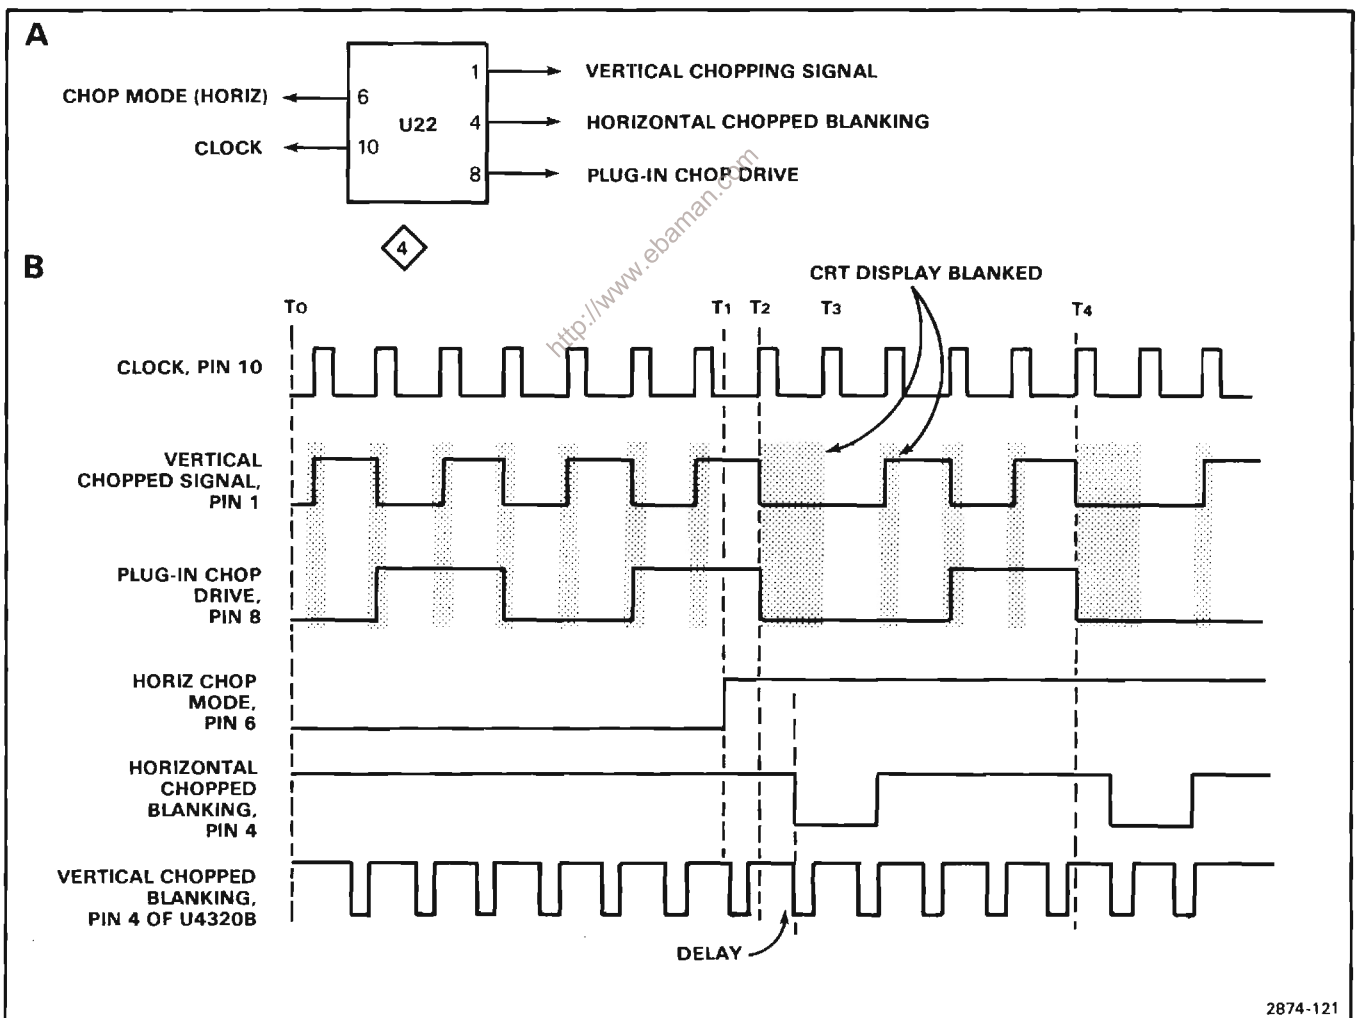 A
CHOP MODE (HORIZ)
CLOCK
6
10
U22
1
4
8
VERTICAL CHOPPING SIGNAL
HORIZONTAL CHOPPED BLANKING
PLUG-IN CHOP DRIVE
4
http://www.ebaman.com
B
CRT DISPLAY BLANKED
T0
T1
T2
T3
T4
CLOCK, PIN 10
VERTICAL
CHOPPED SIGNAL,
PIN 1
PLUG-IN CHOP
DRIVE,
PIN 8
HORIZ CHOP
MODE,
PIN 6
HORIZONTAL
CHOPPED
BLANKING,
PIN 4
VERTICAL CHOPPED
BLANKING,
PIN 4 OF U4320B
DELAY
2874-121